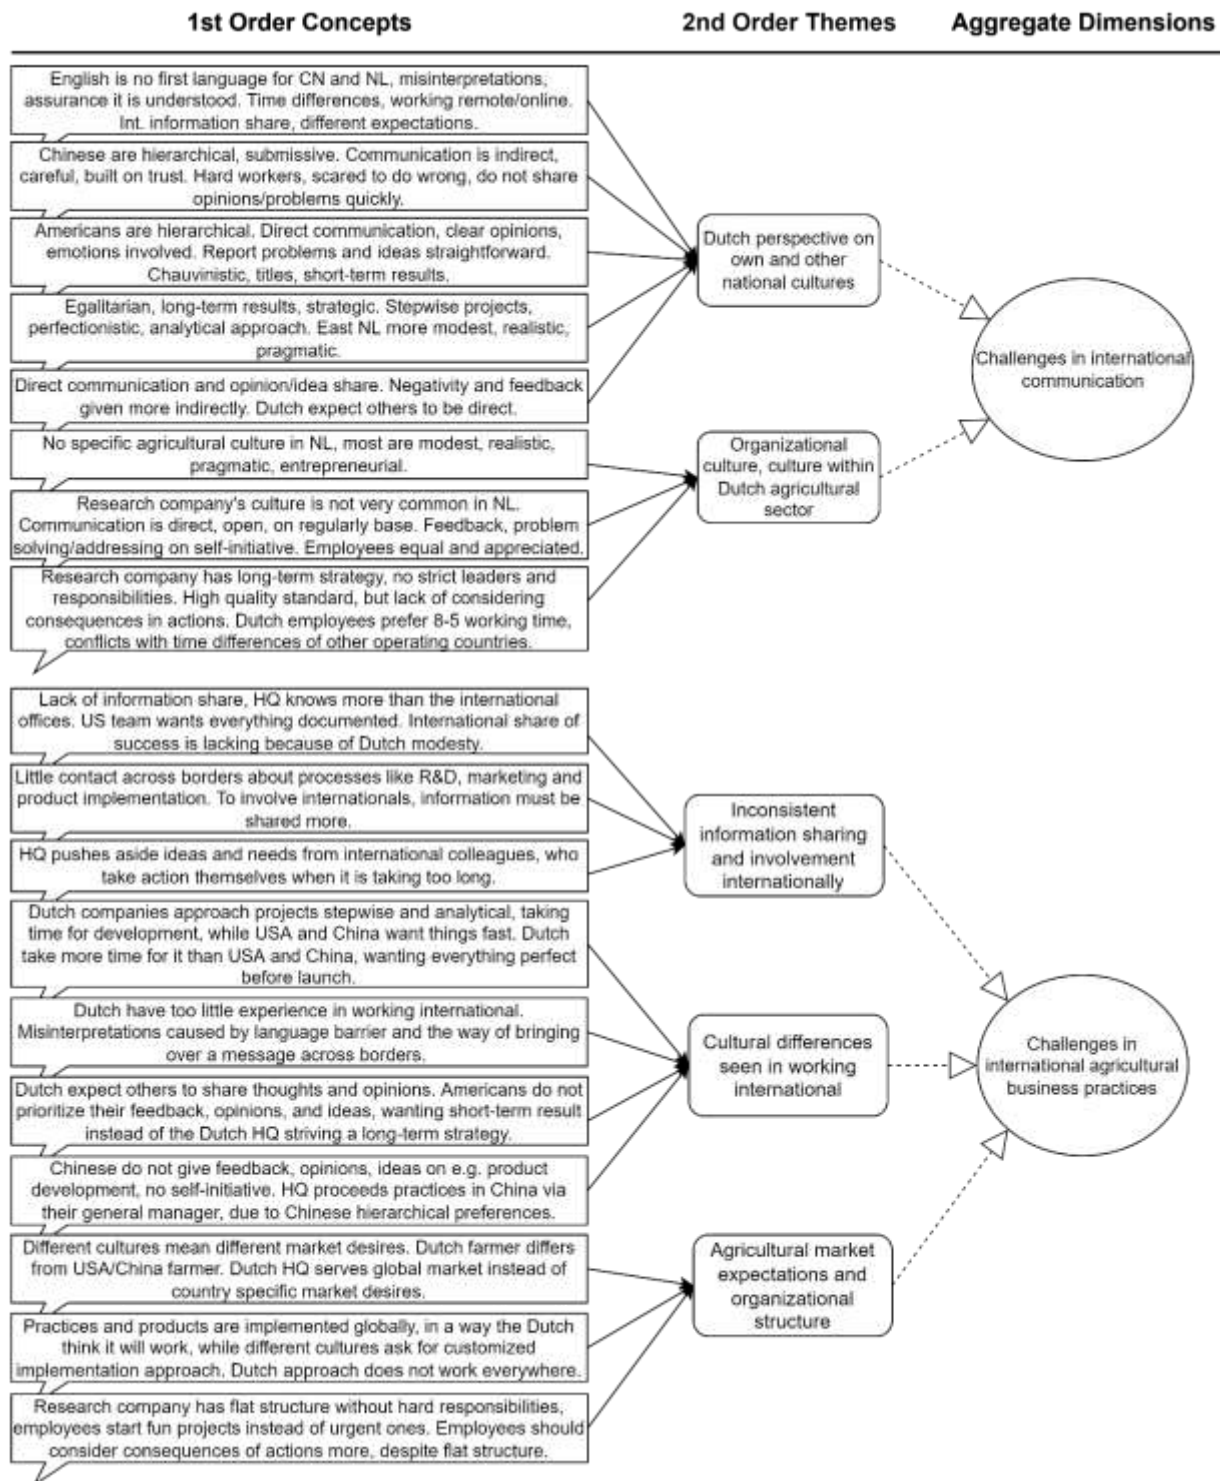 1st Order Concepts
2nd Order Themes
Aggregate Dimensions
English is no first language for CN and NL, misinterpretations,
assurance it is understood. Time differences, working remote/online.
Int. information share, different expectations.
Chinese are hierarchical, submissive. Communication is indirect,
careful, built on trust. Hard workers, scared to do wrong, do not share
opinions/problems quickly.
Americans are hierarchical. Direct communication, clear opinions,
emotions involved. Report problems and ideas straightforward.
Chauvinistic, titles, short-term results.
Egalitarian, long-term results, strategic. Stepwise projects,
perfectionistic, analytical approach. East NL more modest, realistic,
pragmatic.
Direct communication and opinion/idea share. Negativity and feedback
given more indirectly. Dutch expect others to be direct.
No specific agricultural culture in NL, most are modest, realistic,
pragmatic, entrepreneurial.
Research company's culture is not very common in NL.
Communication is direct, open, on regularly base. Feedback, problem
solving/addressing on self-initiative. Employees equal and appreciated.
Research company has long-term strategy, no strict leaders and
responsibilities. High quality standard, but lack of considering
consequences in actions. Dutch employees prefer 8-5 working time,
conflicts with time differences of other operating countries.
Dutch perspective on
own and other
national cultures
Organizational
culture, culture within
Dutch agricultural
sector
Challenges in international
communication
Lack of information share, HQ knows more than the international
offices. US team wants everything documented. International share of
success is lacking because of Dutch modesty.
Little contact across borders about processes like R&D, marketing and
product implementation. To involve internationals, information must be
shared more.
HQ pushes aside ideas and needs from international colleagues, who
take action themselves when it is taking too long.
Dutch companies approach projects stepwise and analytical, taking
time for development, while USA and China want things fast. Dutch
take more time for it than USA and China, wanting everything perfect
before launch.
Dutch have too little experience in working international.
Misinterpretations caused by language barrier and the way of bringing
over a message across borders.
Dutch expect others to share thoughts and opinions. Americans do not
prioritize their feedback, opinions, and ideas, wanting short-term result
instead of the Dutch HQ striving a long-term strategy.
Chinese do not give feedback, opinions, ideas on e.g. product
development, no self-initiative. HQ proceeds practices in China via
their general manager, due to Chinese hierarchical preferences.
Different cultures mean different market desires. Dutch farmer differs
from USA/China farmer. Dutch HQ serves global market instead of
country specific market desires.
Practices and products are implemented globally, in a way the Dutch
think it will work, while different cultures ask for customized
implementation approach. Dutch approach does not work everywhere.
Research company has flat structure without hard responsibilities,
employees start fun projects instead of urgent ones. Employees should
consider consequences of actions more, despite flat structure.
Inconsistent
information sharing
and involvement
internationally
Cultural differences
seen in working
international
Agricultural market
expectations and
organizational
structure
Challenges in
international agricultural
business practices